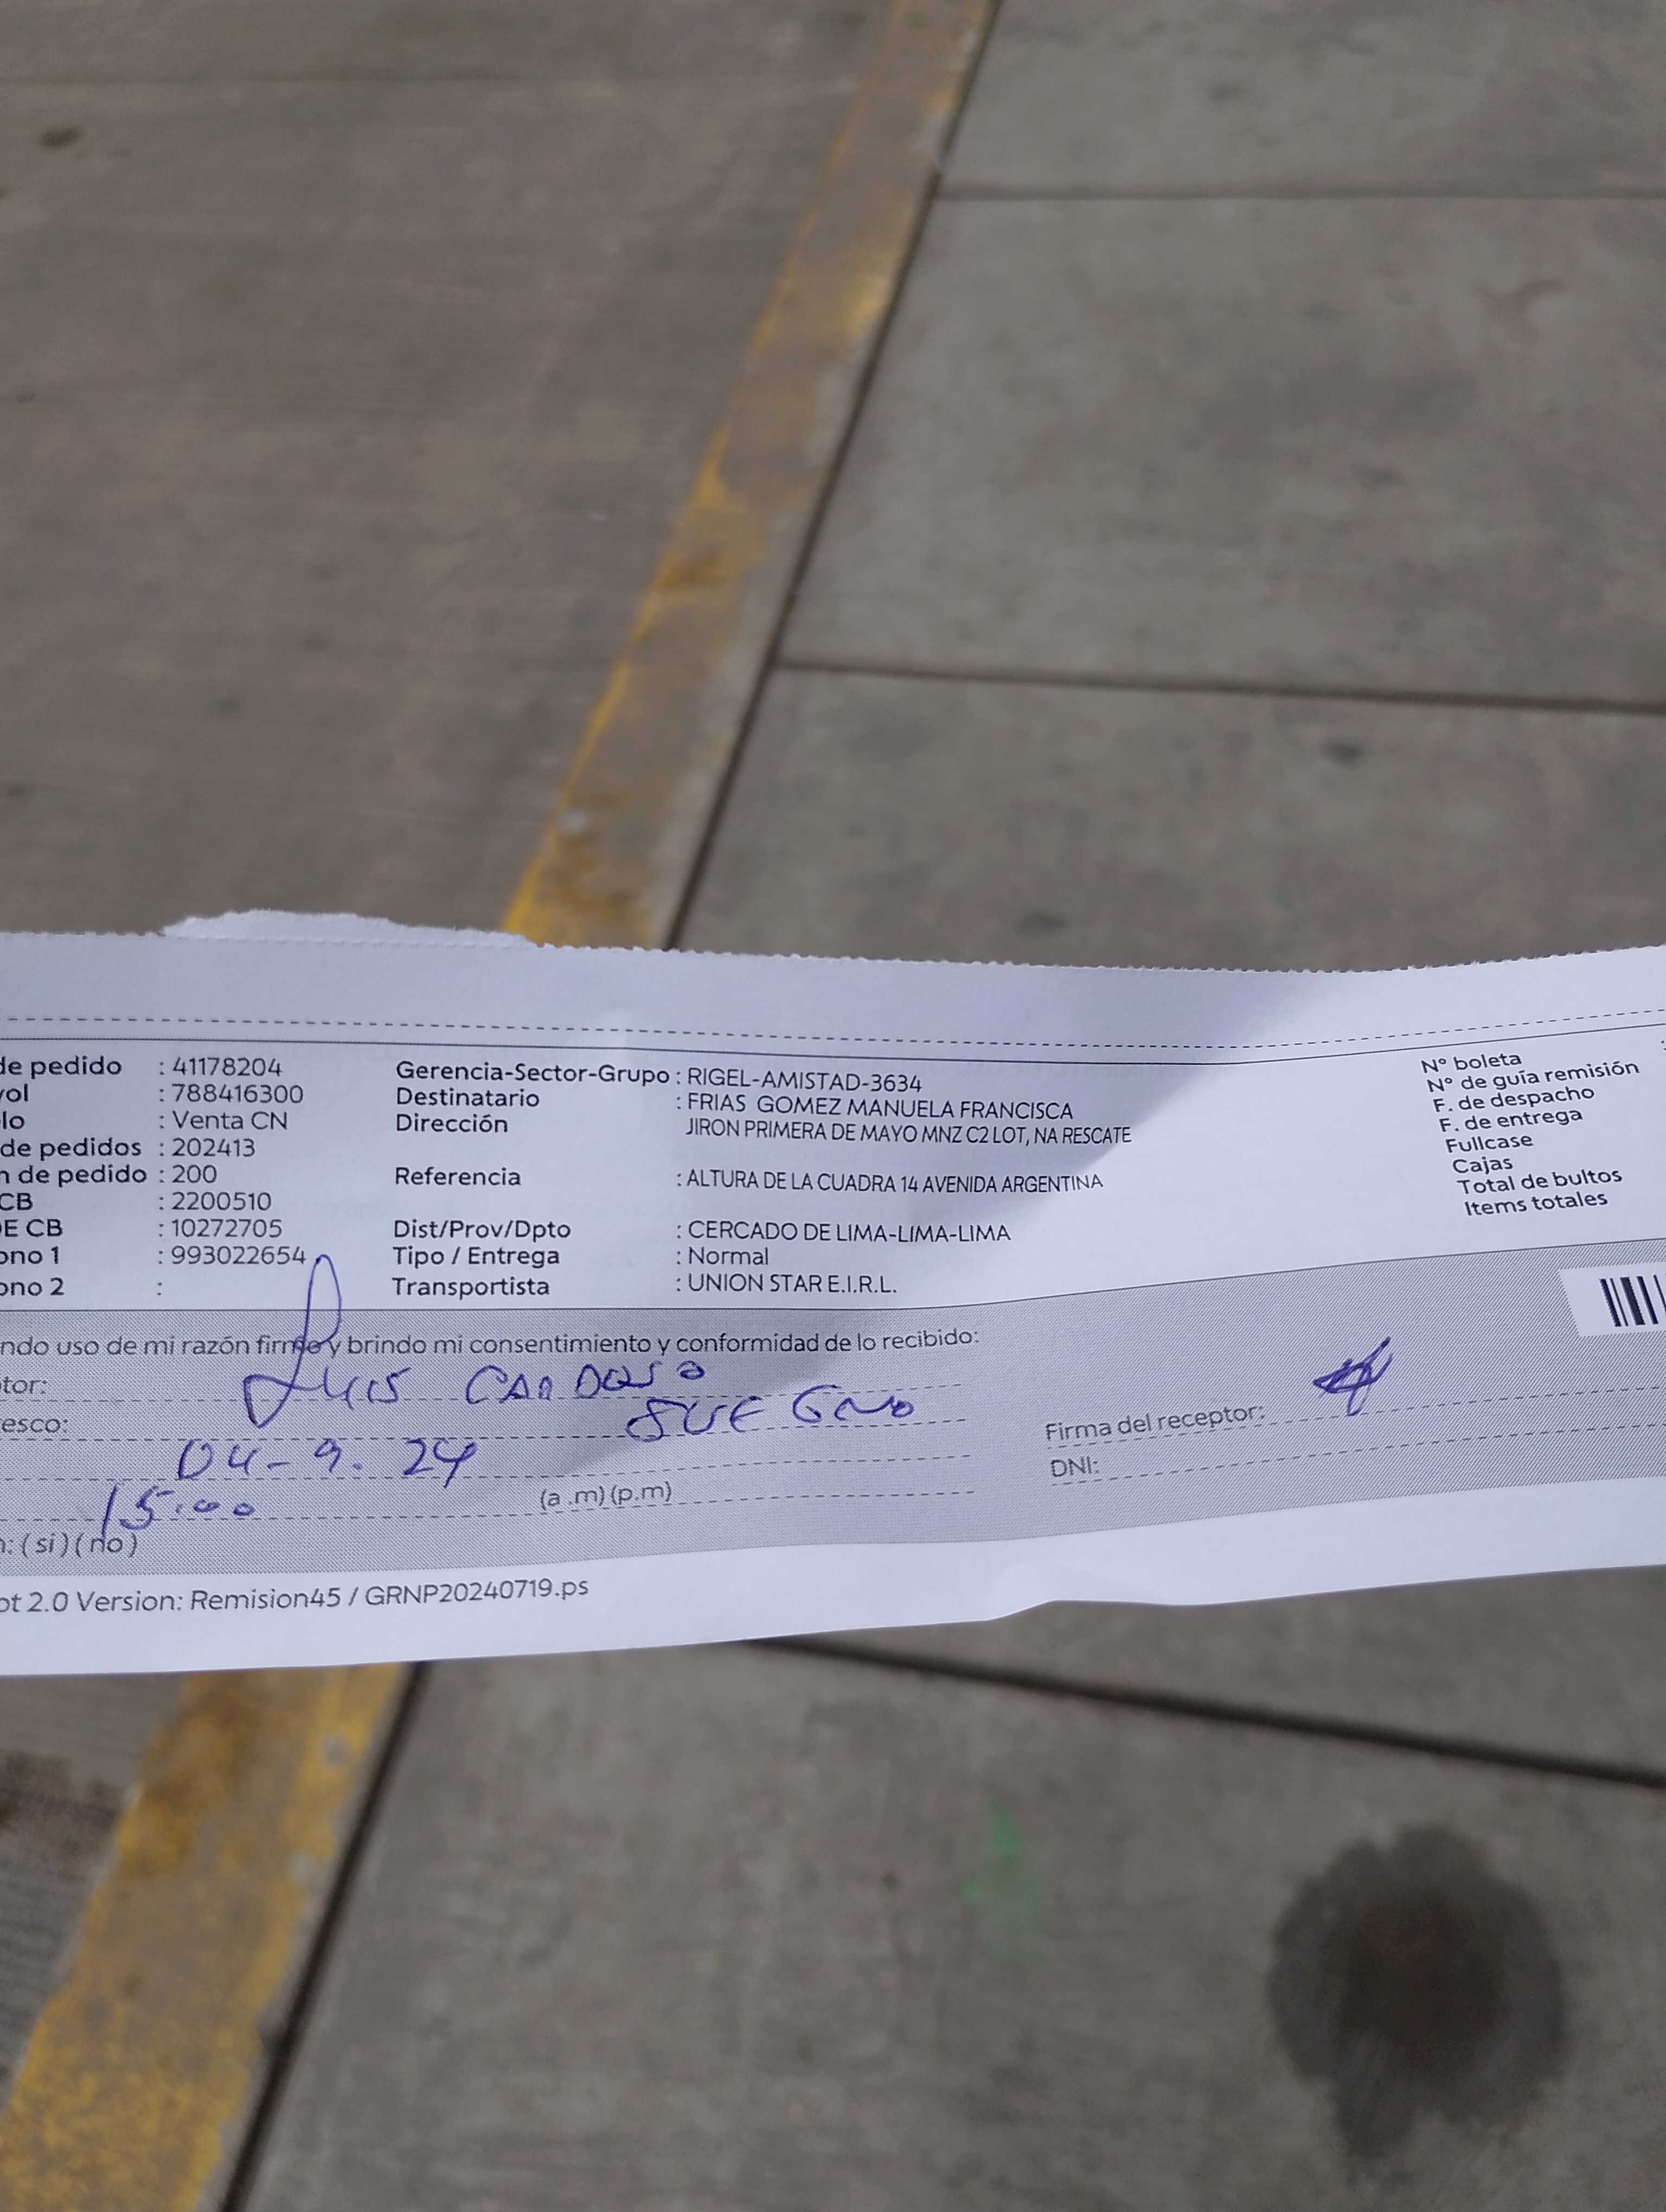 de pedido : 41178204 Gerencia-Sector-Grupo : RIGEL-AMISTAD-3634 N° boleta :
vol : 788416300 Destinatario : FRIAS GOMEZ MANUELA FRANCISCA N° de guía remisión
lo : Venta CN Dirección JIRON PRIMERA DE MAYO MNZ C2 LOT, NA RESCATE F. de despacho
de pedidos : 202413 F. de entrega
n de pedido : 200 Referencia : ALTURA DE LA CUADRA 14 AVENIDA ARGENTINA Fullcase
CB : 2200510 Cajas
E CB : 10272705 Dist/Prov/Dpto : CERCADO DE LIMA-LIMA-LIMA Total de bultos
ono 1 : 993022654 Tipo / Entrega : Normal Items totales
ono 2 : Transportista : UNION STAR E.I.R.L.
ndo uso de mi razón firmo y brindo mi consentimiento y conformidad de lo recibido:
tor: LUIS CARDOSO
esco: SUEGRO Firma del receptor:
04-9.24 DNI:
15:00 (a .m) (p.m)
n: ( si ) ( no )
ot 2.0 Version: Remision45 / GRNP20240719.ps